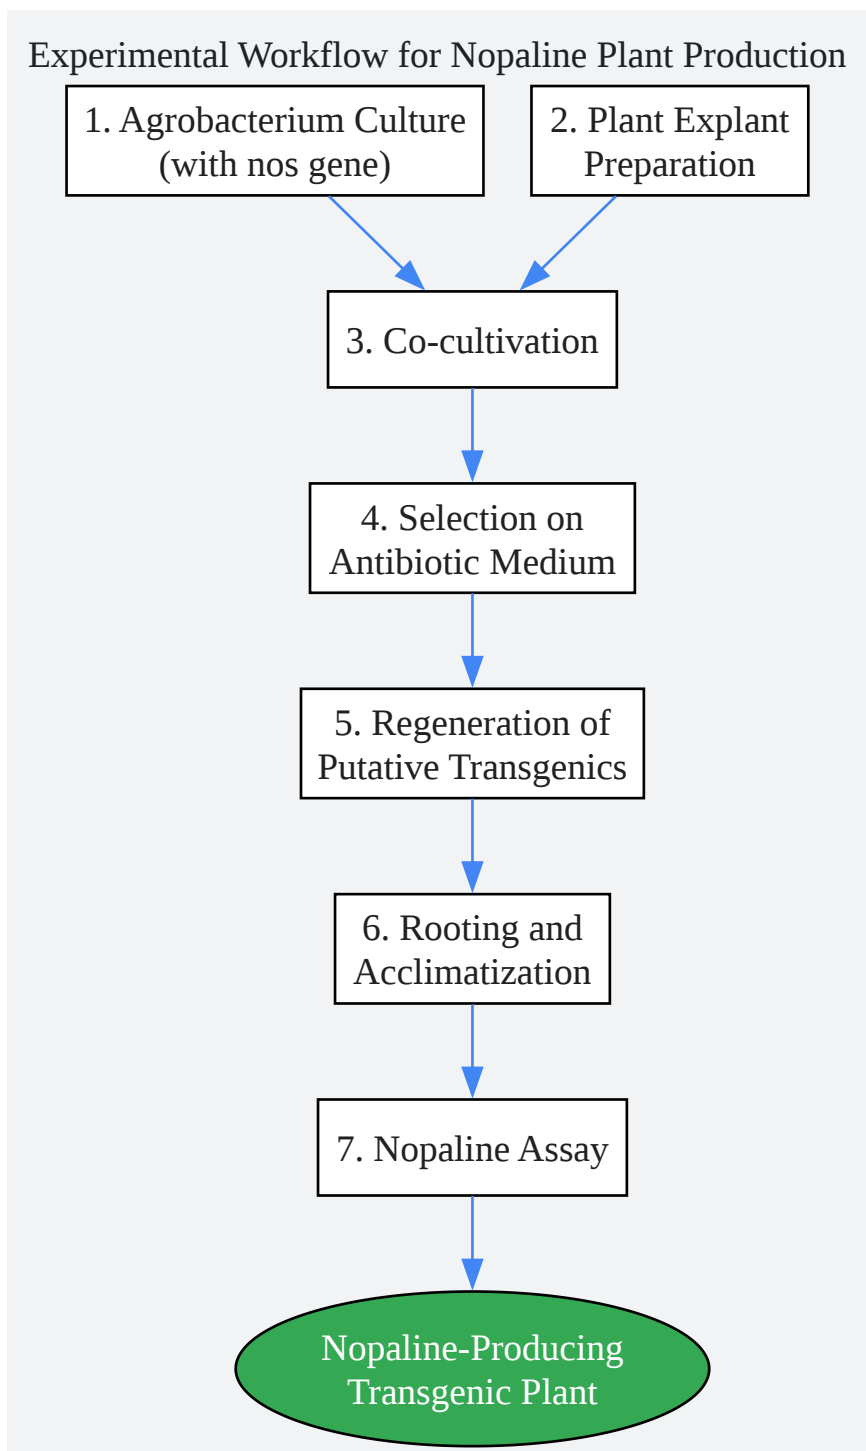 Experimental Workflow for Nopaline Plant Production
1. Agrobacterium Culture
(with nos gene)
2. Plant Explant
Preparation
3. Co-cultivation
4. Selection on
Antibiotic Medium
5. Regeneration of
Putative Transgenics
6. Rooting and
Acclimatization
7. Nopaline Assay
Nopaline-Producing
Transgenic Plant